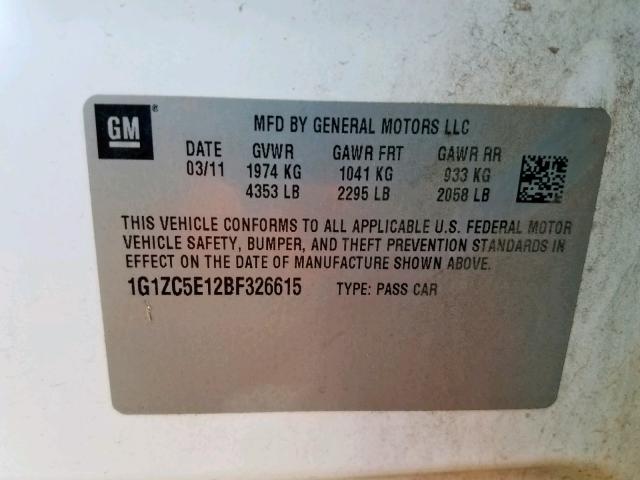 GM®
MFD BY GENERAL MOTORS LLC
DATE GVWR GAWR FRT GAWR RR
03/11 1974 KG 1041 KG 933 KG
4353 LB 2295 LB 2058 LB
THIS VEHICLE CONFORMS TO ALL APPLICABLE U.S. FEDERAL MOTOR
VEHICLE SAFETY, BUMPER, AND THEFT PREVENTION STANDARDS IN
EFFECT ON THE DATE OF MANUFACTURE SHOWN ABOVE.
1G1ZC5E12BF326615 TYPE: PASS CAR